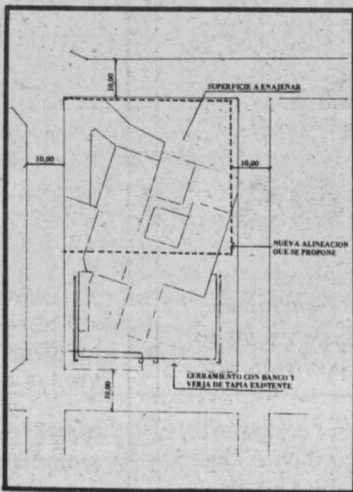 10,00
SUPERFICIE A ENAJENAR
10,00
10,00
NUEVA ALINEACION
QUE SE PROPONE
CERRAMIENTO CON BANCO Y
VERJA DE TAPIA EXISTENTE
10,00